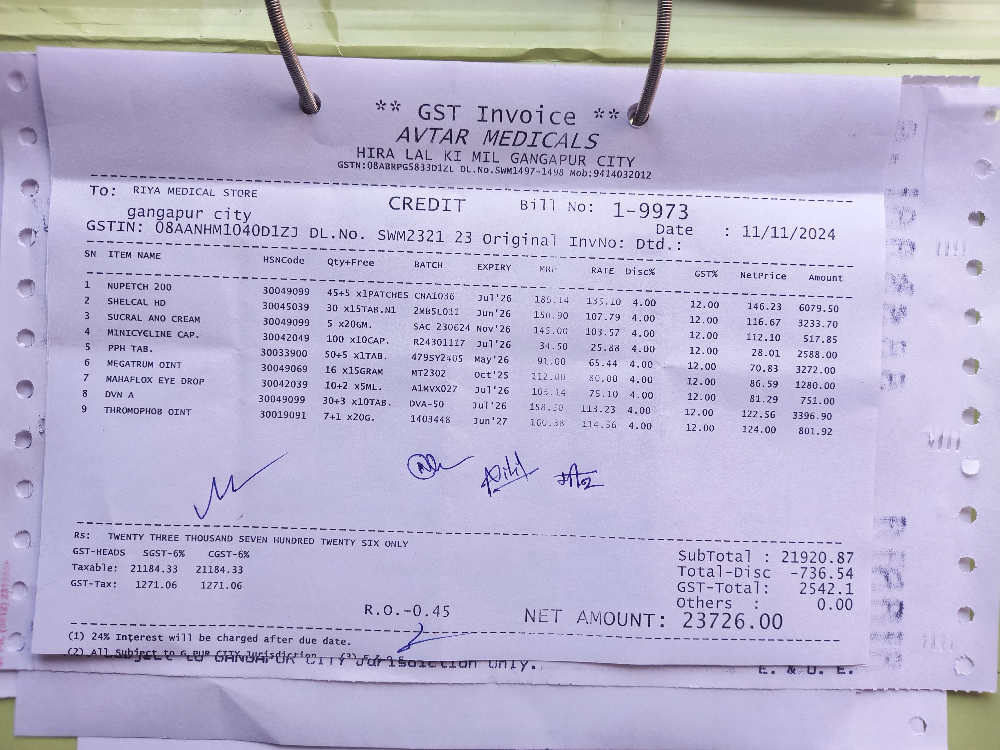 ** GST Invoice **
AVTAR MEDICALS
HIRA LAL KI MIL GANGAPUR CITY
GSTN:08ABRPG5833D1ZL DL.No.SWM1497-1498 Mob:9414032012
To: RIYA MEDICAL STORE
gangapur city CREDIT Bill No: 1-9973
GSTIN: 08AANHM1040D1ZJ DL.No. SWM2321 23 Original InvNo: Dtd.: Date : 11/11/2024
SN ITEM NAME HSNCode Qty+Free BATCH EXPIRY MRP RATE Disc% GST% NetPrice Amount
1 NUPETCH 200 30049099 45+5 x1PATCHES CNAI036 Jul'26 4.00 12.00 146.23 6079.50
2 SHELCAL HD 30045039 30 x15TAB.N1 2MB5L011 Jun'26 150.90 107.79 4.00 12.00 116.67 3233.70
3 SUCRAL ANO CREAM 30049099 5 x20GM. SAC 230624 Nov'26 145.00 103.57 4.00 12.00 112.10 517.85
4 MINICYCLINE CAP. 30042049 100 x10CAP. R24301117 Jul'26 34.50 25.88 4.00 12.00 28.01 2588.00
5 PPH TAB. 30033900 50+5 x1TAB. 479SY2405 May'26 91.00 65.44 4.00 12.00 70.83 3272.00
6 MEGATRUM OINT 30049069 16 x15GRAM MT2302 Oct'25 112.00 80.00 4.00 12.00 86.59 1280.00
7 MAHAFLOX EYE DROP 30042039 10+2 x5ML. A1MVX027 Jul'26 75.10 4.00 12.00 81.29 751.00
8 DVN A 30049099 30+3 x10TAB. DVA-50 Jul'26 158.50 113.23 4.00 12.00 122.56 3396.90
9 THROMOPHOB OINT 30019091 7+1 x20G. 1403448 Jun'27 160.38 114.56 4.00 12.00 124.00 801.92
Rs: TWENTY THREE THOUSAND SEVEN HUNDRED TWENTY SIX ONLY
GST-HEADS SGST-6% CGST-6% SubTotal : 21920.87
Taxable: 21184.33 21184.33 Total-Disc -736.54
GST-Tax: 1271.06 1271.06 GST-Total: 2542.1
Others : 0.00
R.O.-0.45 NET AMOUNT: 23726.00
(1) 24% Interest will be charged after due date.
(2) All Subject to G.PUR CITY Jurisdiction
Subject to GANGAPUR CITY Jurisdiction Only. E. & O. E.